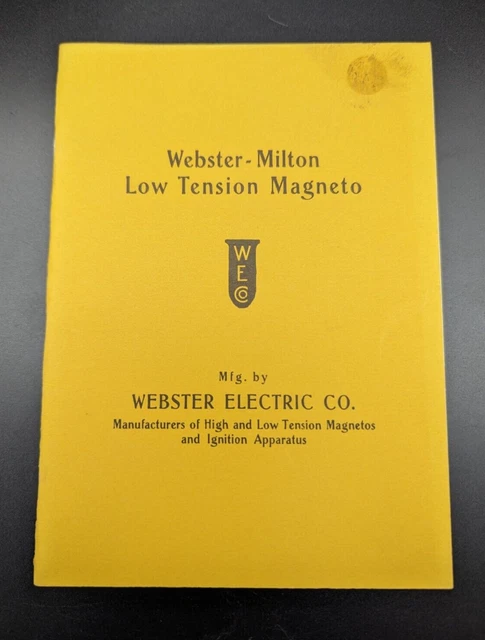 Webster-Milton
Low Tension Magneto
W
E
Co
Mfg. by
WEBSTER ELECTRIC CO.
Manufacturers of High and Low Tension Magnetos
and Ignition Apparatus